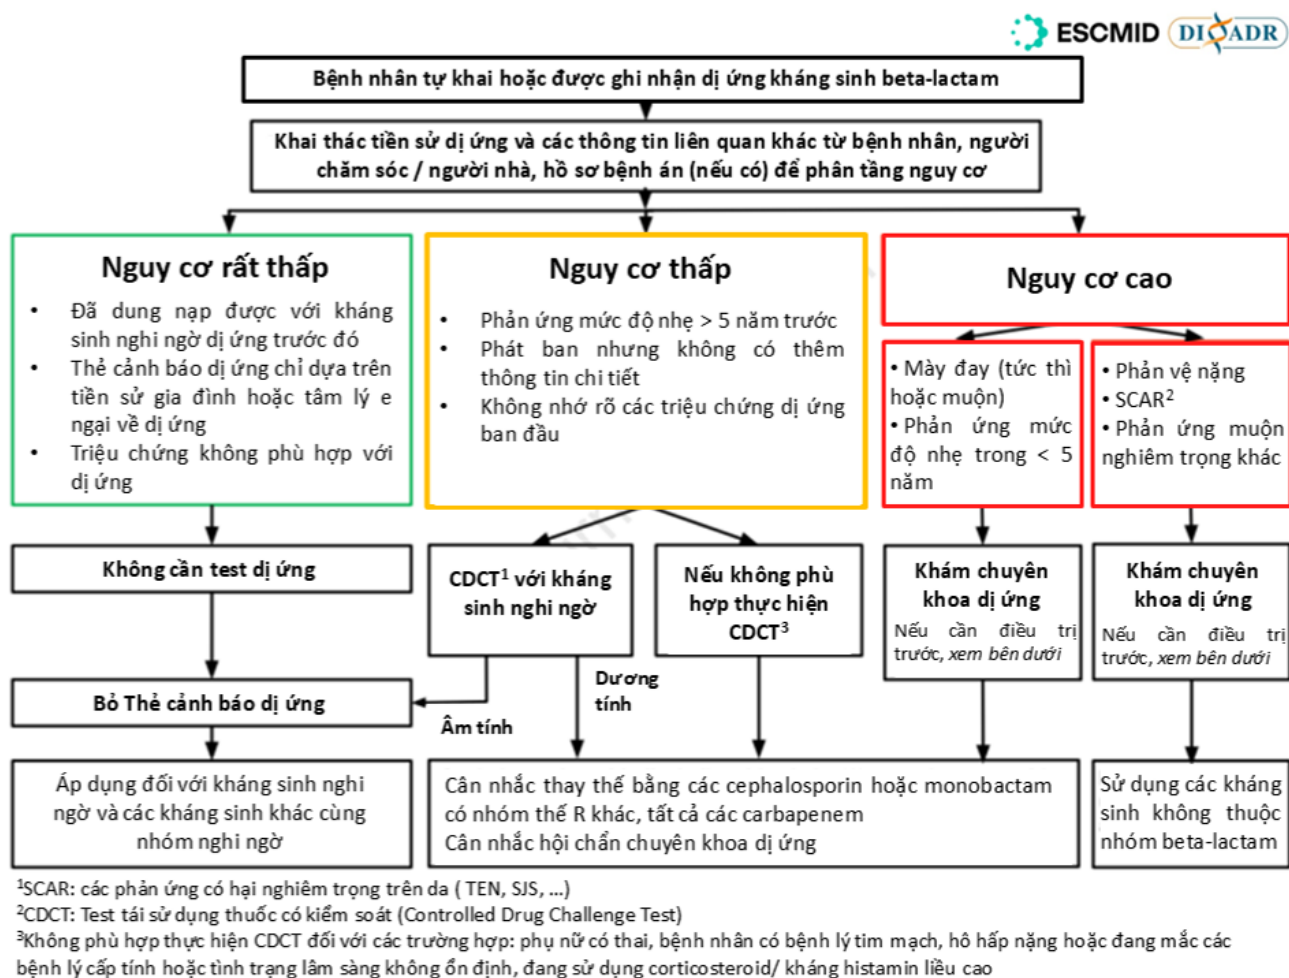 ESCMID DI&ADR
Bệnh nhân tự khai hoặc được ghi nhận dị ứng kháng sinh beta-lactam
Khai thác tiền sử dị ứng và các thông tin liên quan khác từ bệnh nhân, người
chăm sóc / người nhà, hồ sơ bệnh án (nếu có) để phân tầng nguy cơ
Nguy cơ rất thấp
• Đã dung nạp được với kháng
sinh nghi ngờ dị ứng trước đó
• Thẻ cảnh báo dị ứng chỉ dựa trên
tiền sử gia đình hoặc tâm lý e
ngại về dị ứng
• Triệu chứng không phù hợp với
dị ứng
Nguy cơ thấp
• Phản ứng mức độ nhẹ > 5 năm trước
• Phát ban nhưng không có thêm
thông tin chi tiết
• Không nhớ rõ các triệu chứng dị ứng
ban đầu
Nguy cơ cao
• Mày đay (tức thì
hoặc muộn)
• Phản ứng mức
độ nhẹ trong < 5
năm
• Phản vệ nặng
• SCAR²
• Phản ứng muộn
nghiêm trọng khác
Không cần test dị ứng
CDCT¹ với kháng
sinh nghi ngờ
Nếu không phù
hợp thực hiện
CDCT³
Khám chuyên
khoa dị ứng
Nếu cần điều trị
trước, xem bên dưới
Khám chuyên
khoa dị ứng
Nếu cần điều trị
trước, xem bên dưới
Bỏ Thẻ cảnh báo dị ứng
Âm tính
Dương
tính
Áp dụng đối với kháng sinh nghi
ngờ và các kháng sinh khác cùng
nhóm nghi ngờ
Cân nhắc thay thế bằng các cephalosporin hoặc monobactam
có nhóm thế R khác, tất cả các carbapenem
Cân nhắc hội chẩn chuyên khoa dị ứng
Sử dụng các kháng
sinh không thuộc
nhóm beta-lactam
¹SCAR: các phản ứng có hại nghiêm trọng trên da ( TEN, SJS, ...)
²CDCT: Test tái sử dụng thuốc có kiểm soát (Controlled Drug Challenge Test)
³Không phù hợp thực hiện CDCT đối với các trường hợp: phụ nữ có thai, bệnh nhân có bệnh lý tim mạch, hô hấp nặng hoặc đang mắc các
bệnh lý cấp tính hoặc tình trạng lâm sàng không ổn định, đang sử dụng corticosteroid/ kháng histamin liều cao